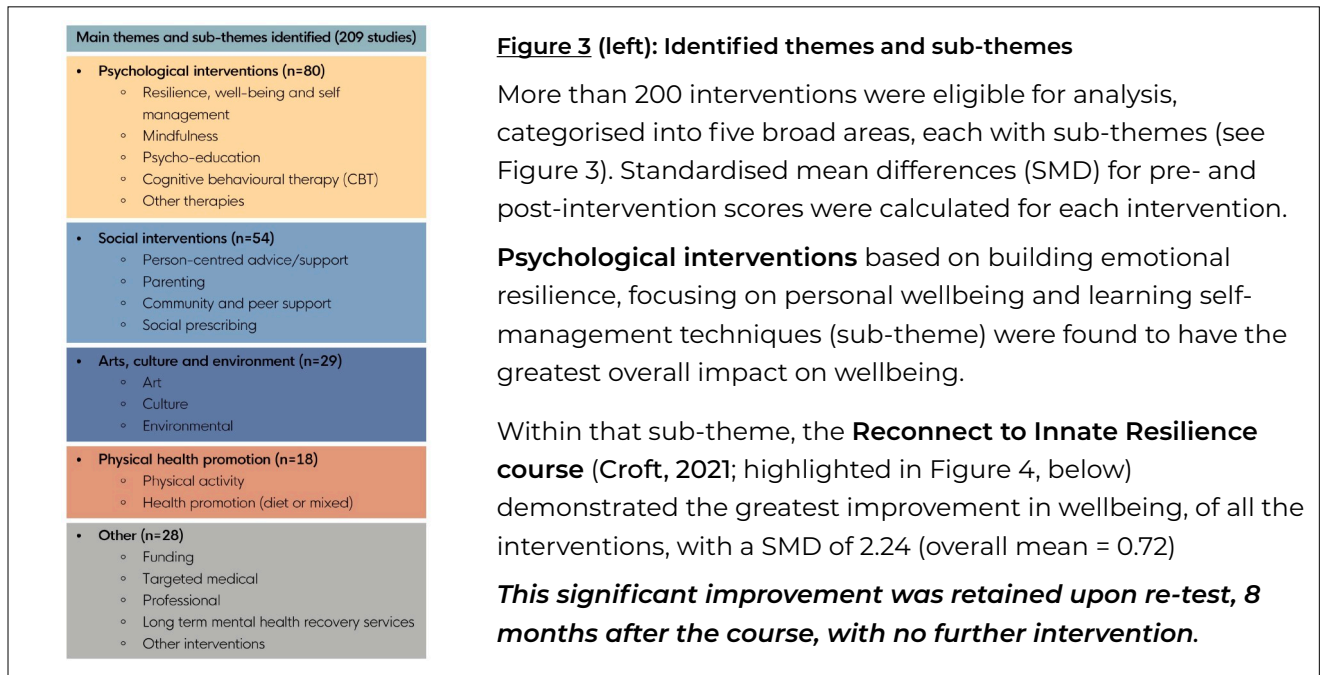 Main themes and sub-themes identified (209 studies)
• Psychological interventions (n=80)
◦ Resilience, well-being and self
management
◦ Mindfulness
◦ Psycho-education
◦ Cognitive behavioural therapy (CBT)
◦ Other therapies
• Social interventions (n=54)
◦ Person-centred advice/support
◦ Parenting
◦ Community and peer support
◦ Social prescribing
• Arts, culture and environment (n=29)
◦ Art
◦ Culture
◦ Environmental
• Physical health promotion (n=18)
◦ Physical activity
◦ Health promotion (diet or mixed)
• Other (n=28)
◦ Funding
◦ Targeted medical
◦ Professional
◦ Long term mental health recovery services
◦ Other interventions
Figure 3 (left): Identified themes and sub-themes
More than 200 interventions were eligible for analysis,
categorised into five broad areas, each with sub-themes (see
Figure 3). Standardised mean differences (SMD) for pre- and
post-intervention scores were calculated for each intervention.
Psychological interventions based on building emotional
resilience, focusing on personal wellbeing and learning self-
management techniques (sub-theme) were found to have the
greatest overall impact on wellbeing.
Within that sub-theme, the Reconnect to Innate Resilience
course (Croft, 2021; highlighted in Figure 4, below)
demonstrated the greatest improvement in wellbeing, of all the
interventions, with a SMD of 2.24 (overall mean = 0.72)
This significant improvement was retained upon re-test, 8
months after the course, with no further intervention.